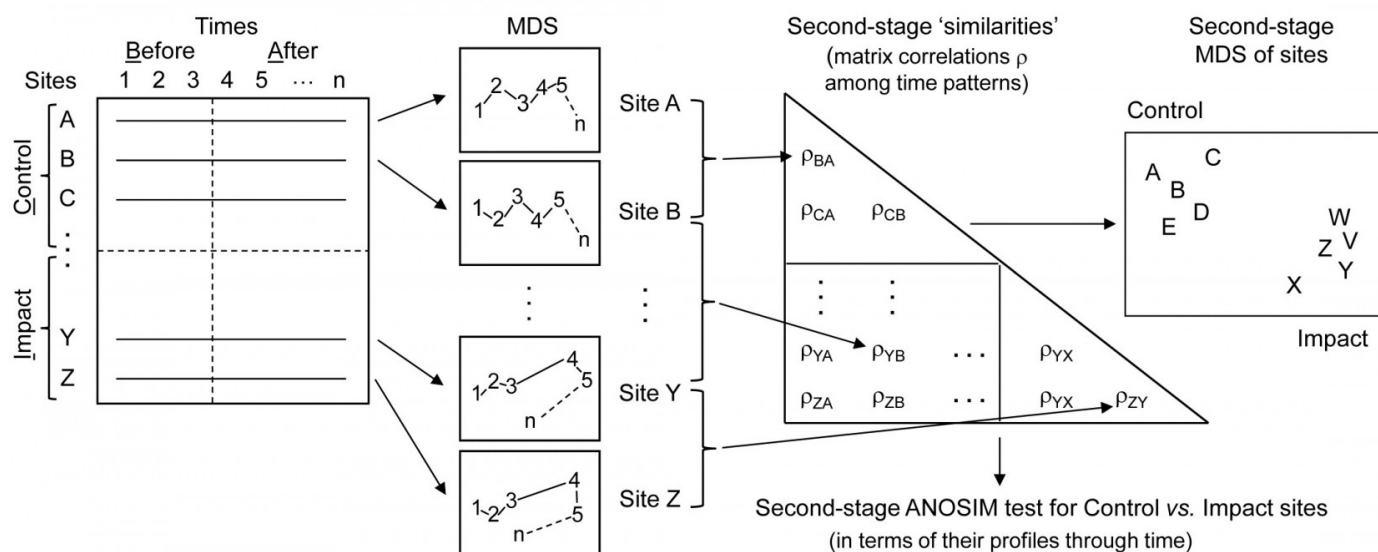 Times
Before After
Sites 1 2 3 4 5 ... n
Control
A
B
C
⋮
Impact
Y
Z
MDS
1 2 3 4 5 n
Site A
1 2 3 4 5 n
Site B
⋮ ⋮
1 2 3 4 5 n
Site Y
1 2 3 4 5 n
Site Z
Second-stage ‘similarities’
(matrix correlations ρ
among time patterns)
ρBA
ρCA ρCB
⋮ ⋮
ρYA ρYB ... ρYX
ρZA ρZB ... ρYX ρZY
Second-stage
MDS of sites
Control
A B C D E
W V Z Y X
Impact
Second-stage ANOSIM test for Control vs. Impact sites
(in terms of their profiles through time)